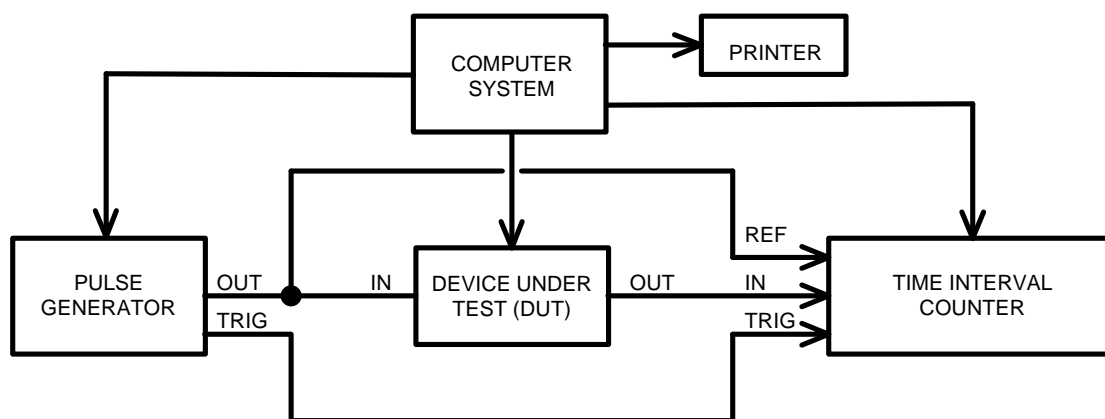 COMPUTER
SYSTEM
PRINTER
REF
PULSE
GENERATOR
OUT
IN
DEVICE UNDER
TEST (DUT)
OUT
IN
TIME INTERVAL
COUNTER
TRIG
TRIG